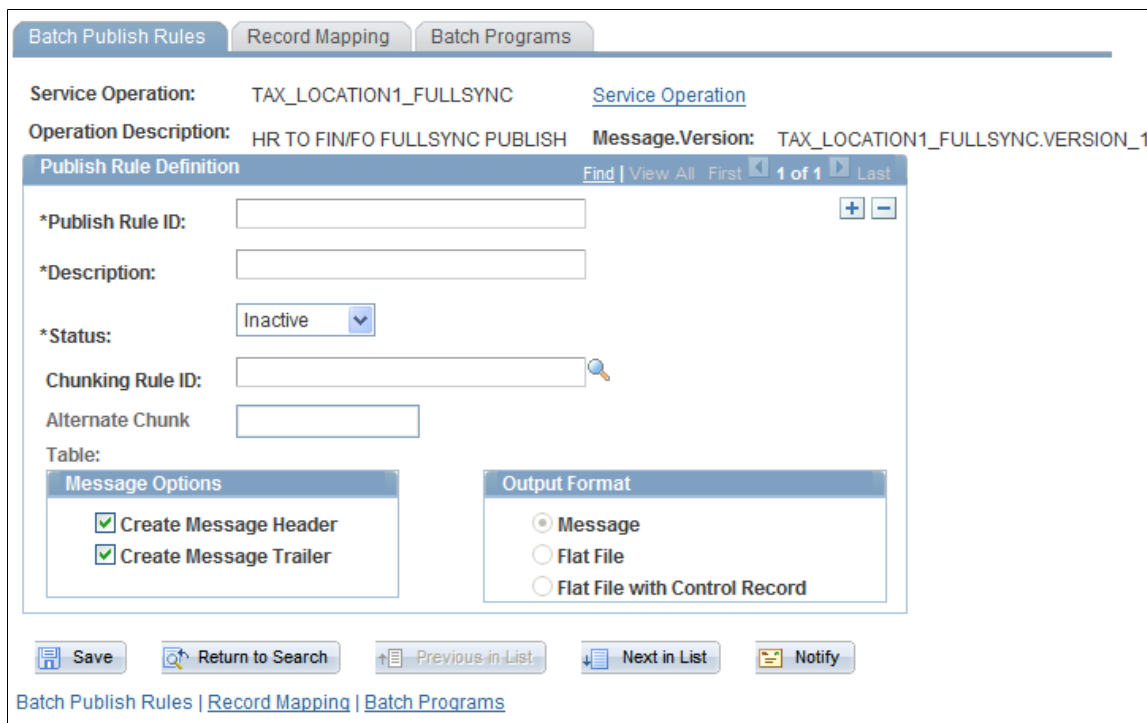 Batch Publish Rules Record Mapping Batch Programs
Service Operation: TAX_LOCATION1_FULLSYNC Service Operation
Operation Description: HR TO FIN/FO FULLSYNC PUBLISH Message.Version: TAX_LOCATION1_FULLSYNC.VERSION_1
Publish Rule Definition Find | View All First 1 of 1 Last
*Publish Rule ID:
*Description:
*Status: Inactive
Chunking Rule ID:
Alternate Chunk
Table:
Message Options Output Format
Create Message Header Message
Create Message Trailer Flat File
Flat File with Control Record
Save Return to Search Previous in List Next in List Notify
Batch Publish Rules | Record Mapping | Batch Programs